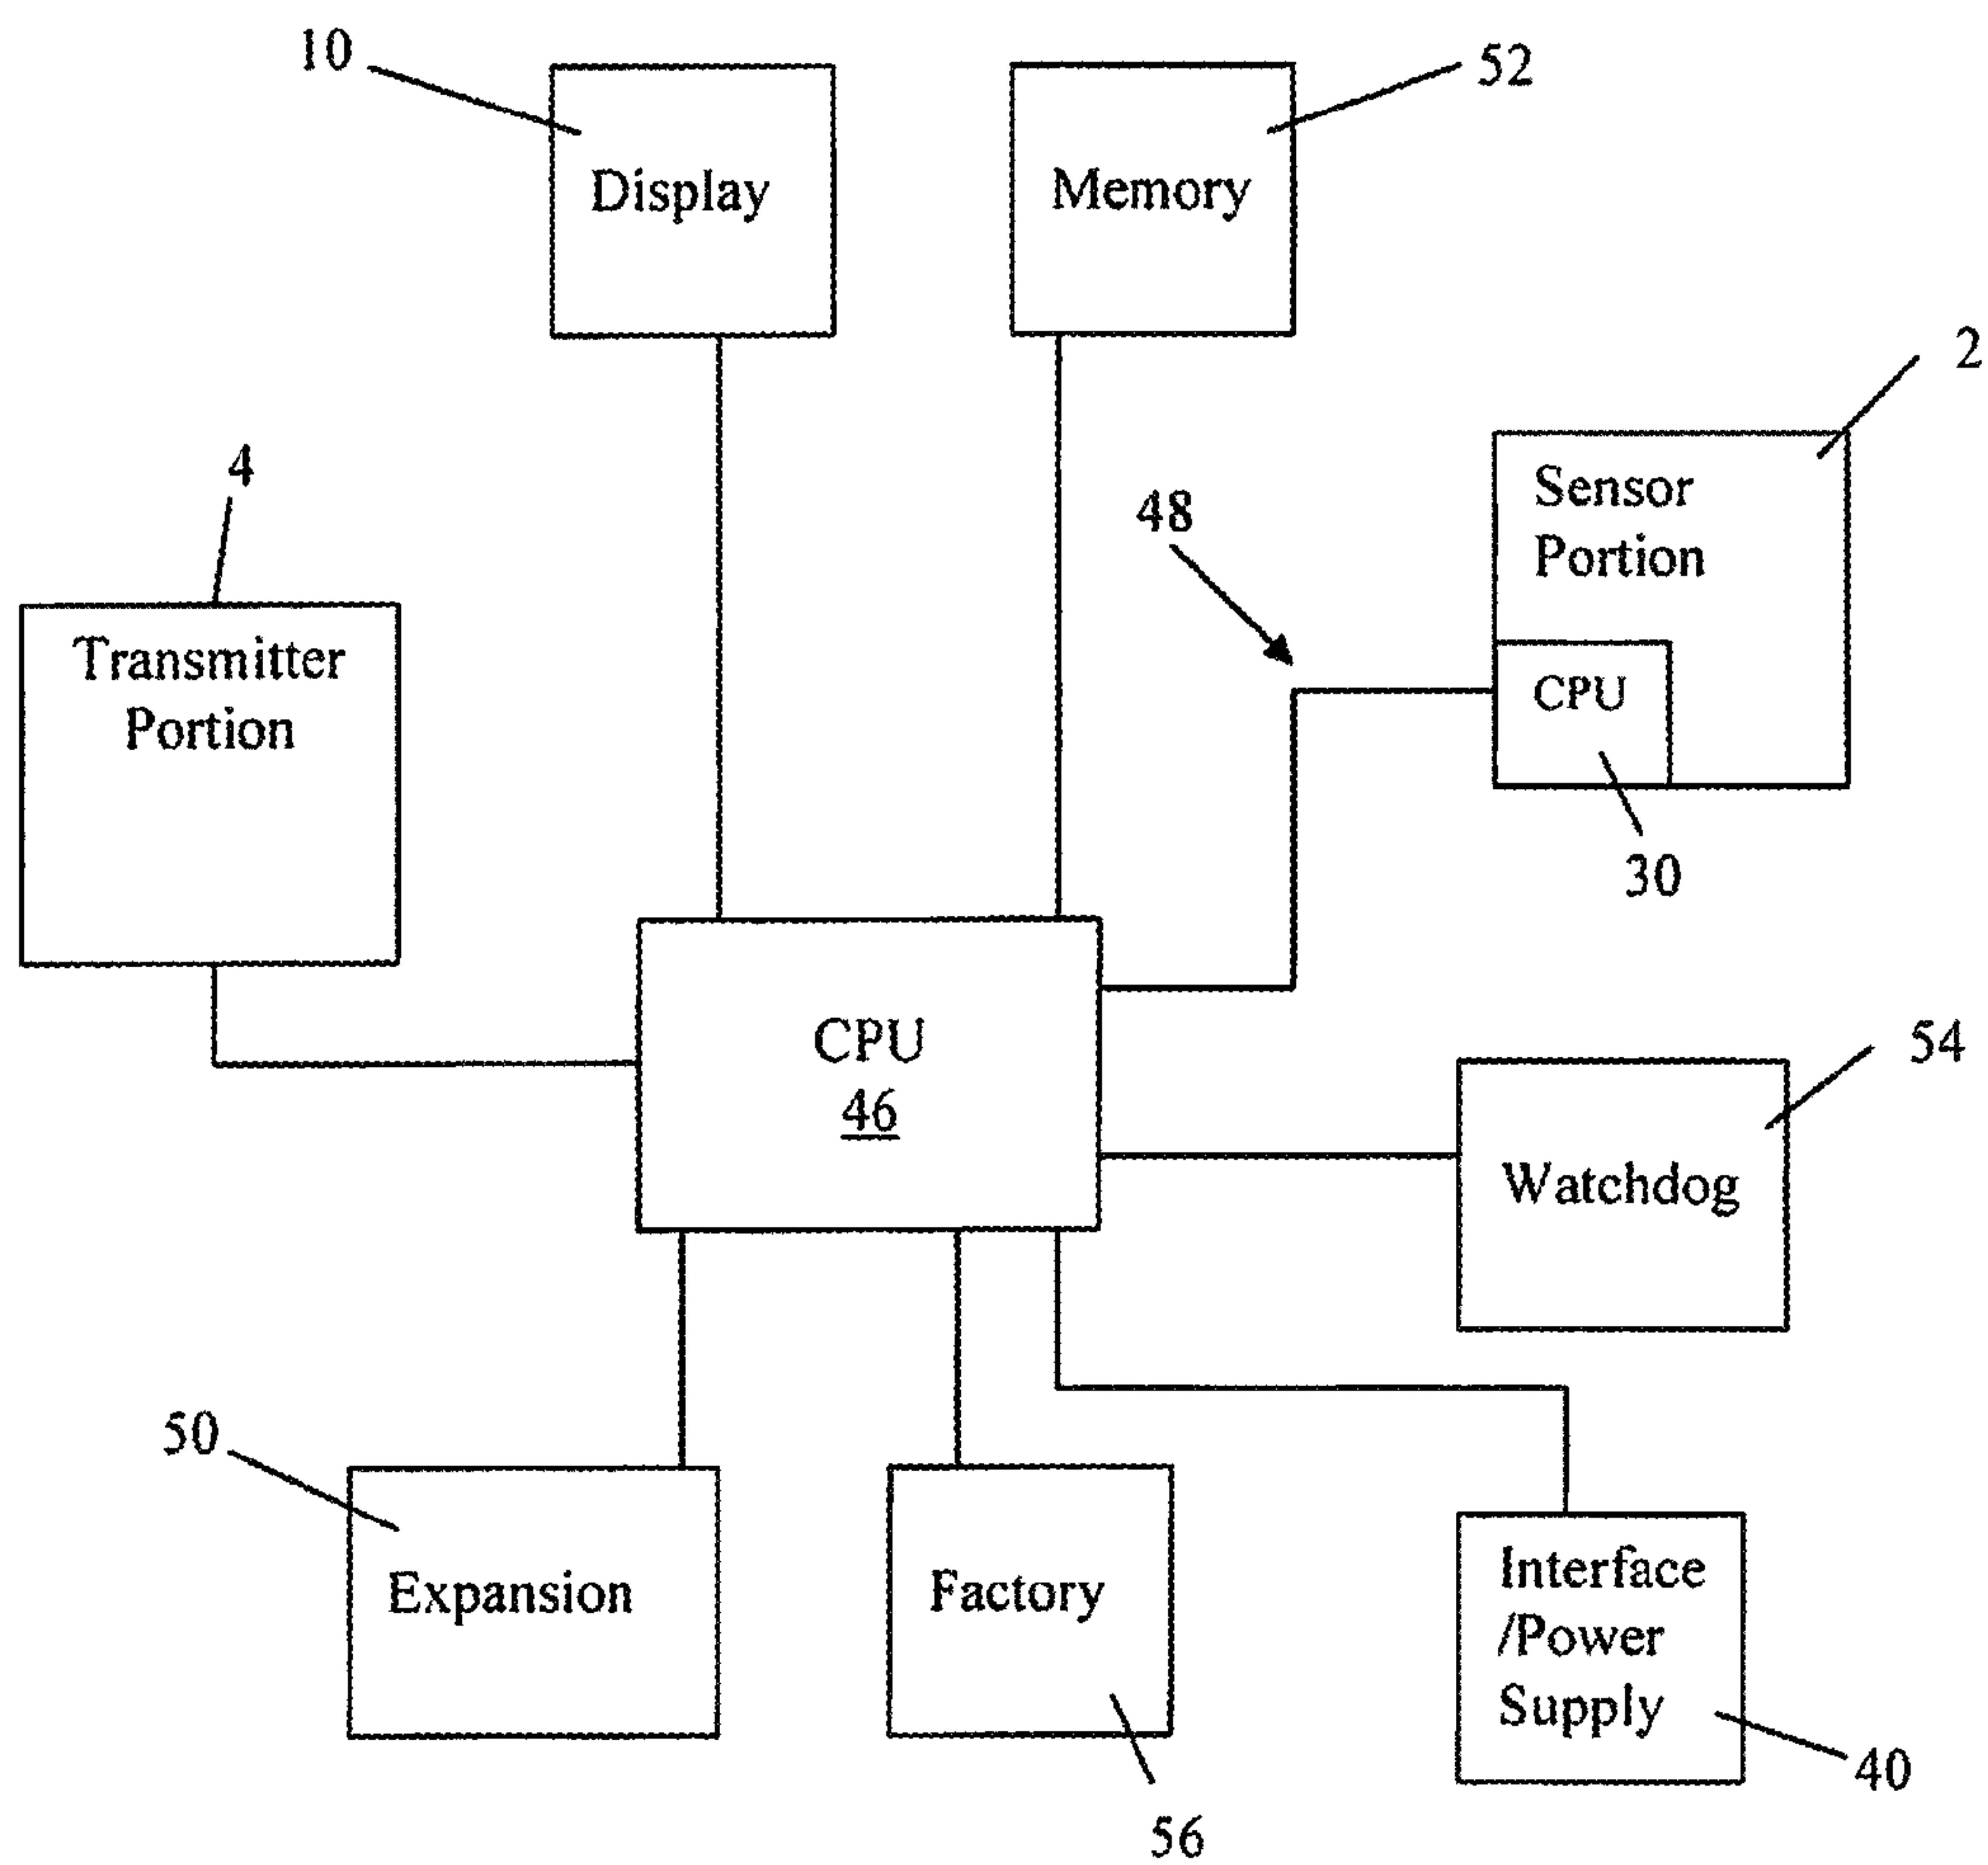 10
Display
Memory
52
2
Sensor
Portion
48
4
Transmitter
Portion
CPU
30
CPU
46
54
Watchdog
50
Expansion
Factory
56
Interface
/Power
Supply
40